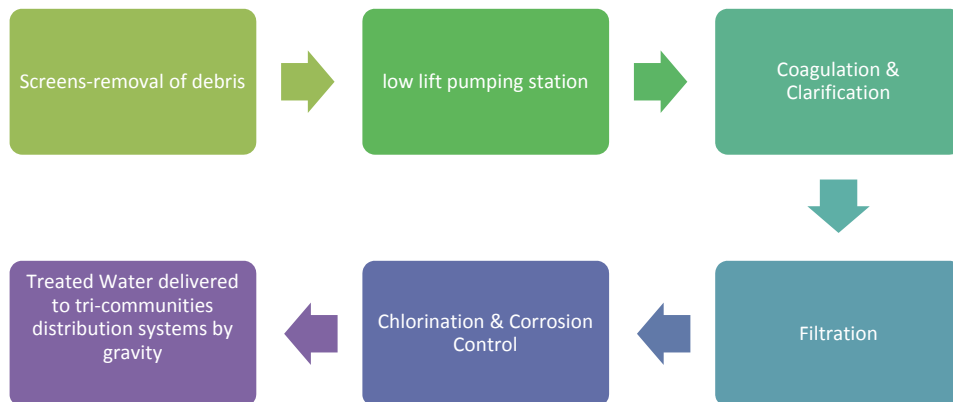 Screens-removal of debris
low lift pumping station
Coagulation &
Clarification
Filtration
Chlorination & Corrosion
Control
Treated Water delivered
to tri-communities
distribution systems by
gravity